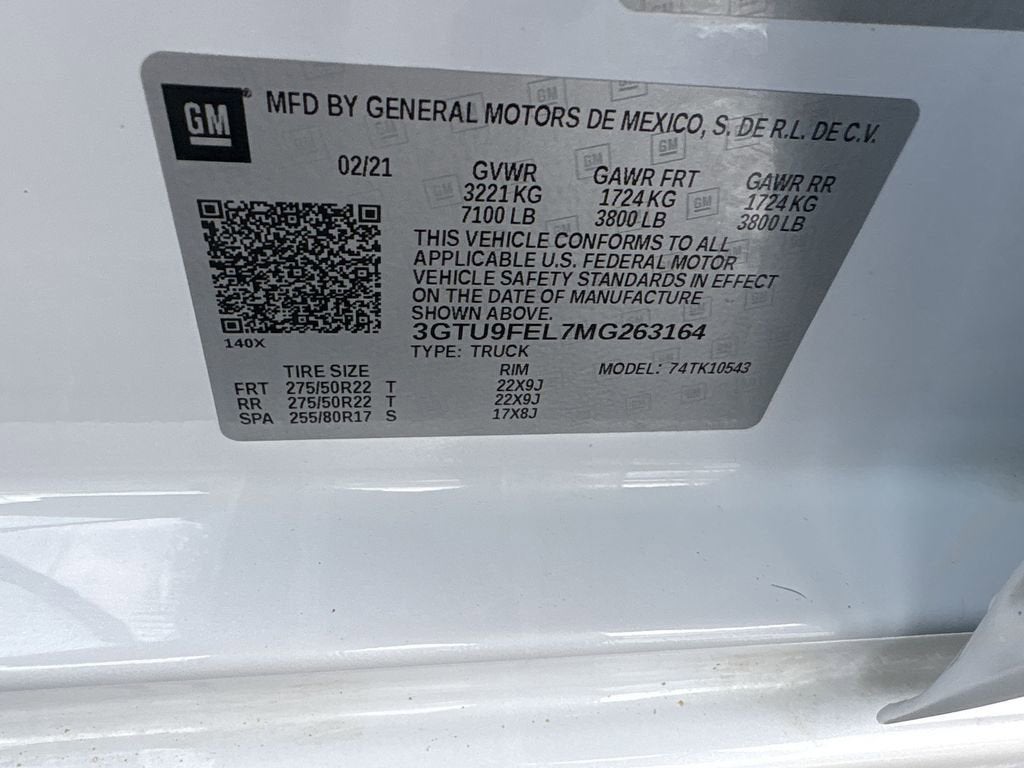 GM® MFD BY GENERAL MOTORS DE MEXICO, S. DE R.L. DE C.V.
02/21 GVWR GAWR FRT GAWR RR
3221 KG 1724 KG 1724 KG
7100 LB 3800 LB 3800 LB
THIS VEHICLE CONFORMS TO ALL
APPLICABLE U.S. FEDERAL MOTOR
VEHICLE SAFETY STANDARDS IN EFFECT
ON THE DATE OF MANUFACTURE
SHOWN ABOVE.
3GTU9FEL7MG263164
140X
TYPE: TRUCK
TIRE SIZE RIM MODEL: 74TK10543
FRT 275/50R22 T 22X9J
RR 275/50R22 T 22X9J
SPA 255/80R17 S 17X8J